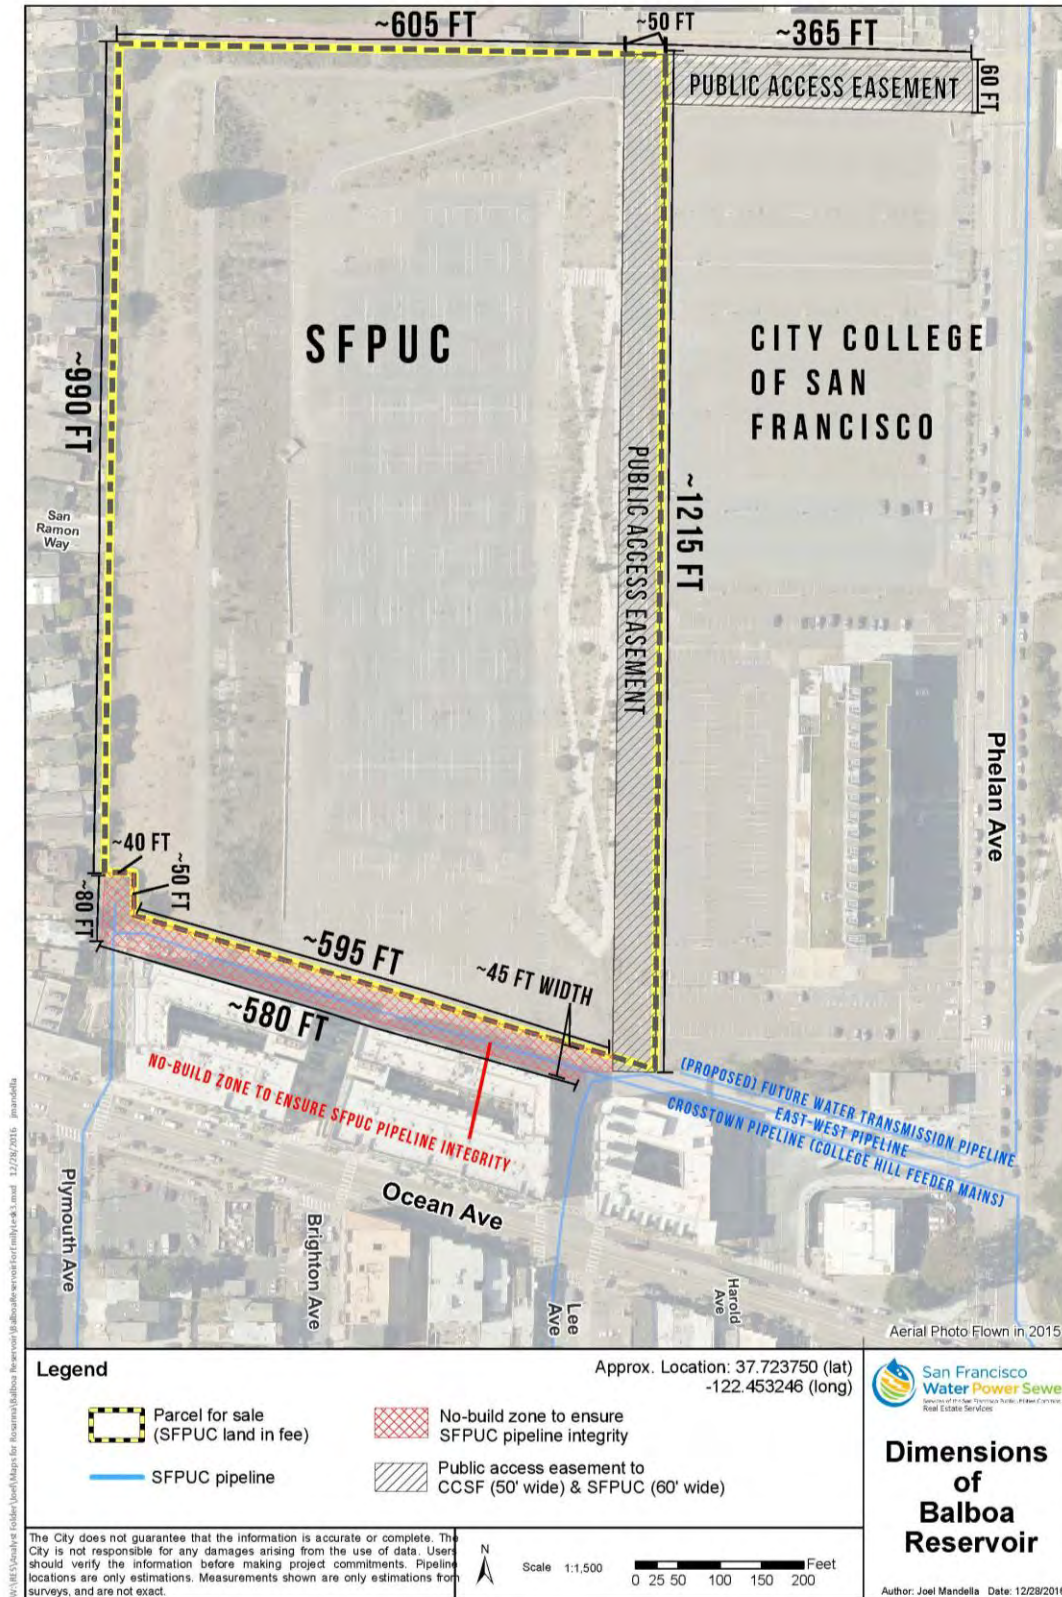 ~605 FT
~50 FT
~365 FT
PUBLIC ACCESS EASEMENT
60 FT
SFPUC
CITY COLLEGE
OF SAN
FRANCISCO
~990 FT
San
Ramon
Way
PUBLIC ACCESS EASEMENT
~1215 FT
Phelan Ave
~40 FT
~50 FT
~80 FT
~595 FT
~45 FT WIDTH
~580 FT
NO-BUILD ZONE TO ENSURE SFPUC PIPELINE INTEGRITY
(PROPOSED) FUTURE WATER TRANSMISSION PIPELINE
EAST-WEST PIPELINE
CROSSTOWN PIPELINE (COLLEGE HILL FEEDER MAINS)
Plymouth Ave
Brighton Ave
Ocean Ave
Lee
Ave
Harold
Ave
Aerial Photo Flown in 2015
Legend
Approx. Location: 37.723750 (lat)
-122.453246 (long)
Parcel for sale
(SFPUC land in fee)
No-build zone to ensure
SFPUC pipeline integrity
SFPUC pipeline
Public access easement to
CCSF (50' wide) & SFPUC (60' wide)
San Francisco
Water Power Sewe
Real Estate Services
Dimensions
of
Balboa
Reservoir
Author: Joel Mandella Date: 12/28/2016
The City does not guarantee that the information is accurate or complete. The
City is not responsible for any damages arising from the use of data. Users
should verify the information before making project commitments. Pipeline
locations are only estimations. Measurements shown are only estimations from
surveys, and are not exact.
N
Scale 1:1,500
Feet
0 25 50 100 150 200
12/28/2016 jmandella